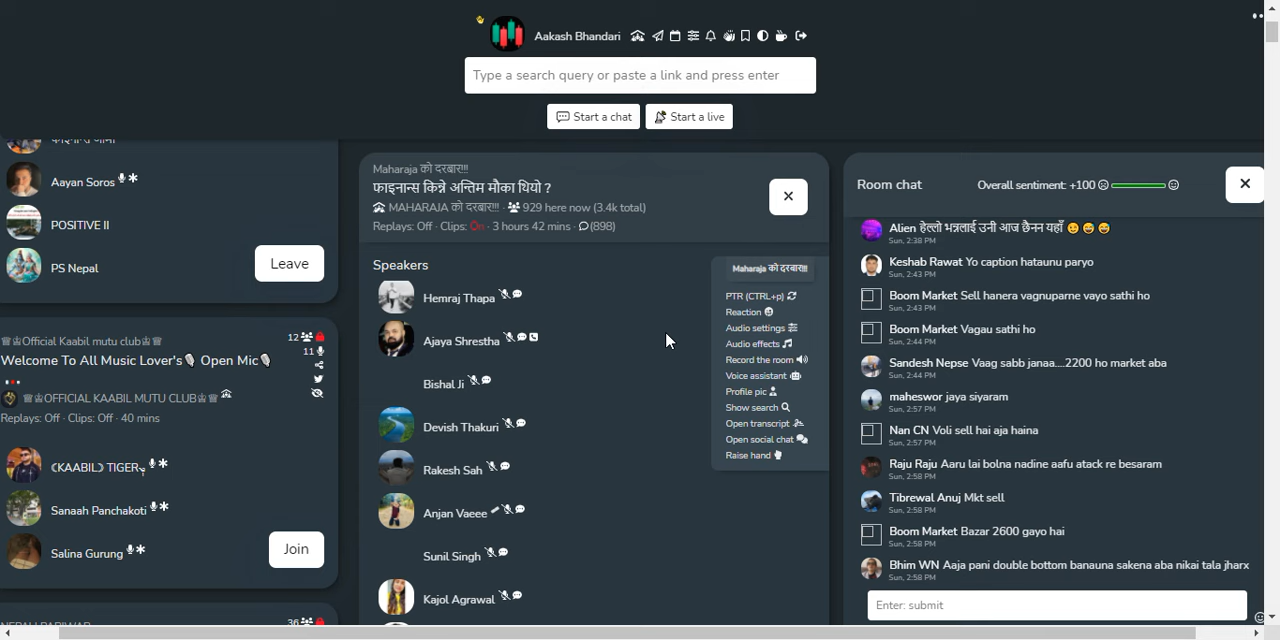 Aakash Bhandari
Type a search query or paste a link and press enter
Start a chat
Start a live
Aayan Soros
POSITIVE II
PS Nepal
Leave
♕♔Official Kaabil mutu club♔♕
12
Welcome To All Music Lover's🎙️ Open Mic🎙️
11
♕♔OFFICIAL KAABIL MUTU CLUB♔♕
Replays: Off · Clips: Off · 40 mins
☾KAABIL☽ TIGER
Sanaah Panchakoti
Salina Gurung
Join
36
Maharaja को दरबार!!!
फाइनान्स किन्ने अन्तिम मौका थियो ?
MAHARAJA को दरबार!!! · 929 here now (3.4k total)
Replays: Off · Clips: On · 3 hours 42 mins · (898)
Speakers
Hemraj Thapa
Ajaya Shrestha
Bishal Ji
Devish Thakuri
Rakesh Sah
Anjan Vaeee
Sunil Singh
Kajol Agrawal
Maharaja को दरबार!!!
PTR (CTRL+p)
Reaction
Audio settings
Audio effects
Record the room
Voice assistant
Profile pic
Show search
Open transcript
Open social chat
Raise hand
Room chat
Overall sentiment: +100
Alien हेल्लो भन्नलाई उनी आज छैनन यहाँ 😉 😅 😅
Sun, 2:38 PM
Keshab Rawat Yo caption hataunu paryo
Sun, 2:43 PM
Boom Market Sell hanera vagnuparne vayo sathi ho
Sun, 2:43 PM
Boom Market Vagau sathi ho
Sun, 2:44 PM
Sandesh Nepse Vaag sabb janaa....2200 ho market aba
Sun, 2:44 PM
maheswor jaya siyaram
Sun, 2:57 PM
Nan CN Voli sell hai aja haina
Sun, 2:57 PM
Raju Raju Aaru lai bolna nadine aafu atack re besaram
Sun, 2:58 PM
Tibrewal Anuj Mkt sell
Sun, 2:58 PM
Boom Market Bazar 2600 gayo hai
Sun, 2:58 PM
Bhim WN Aaja pani double bottom banauna sakena aba nikai tala jharx
Sun, 2:58 PM
Enter: submit